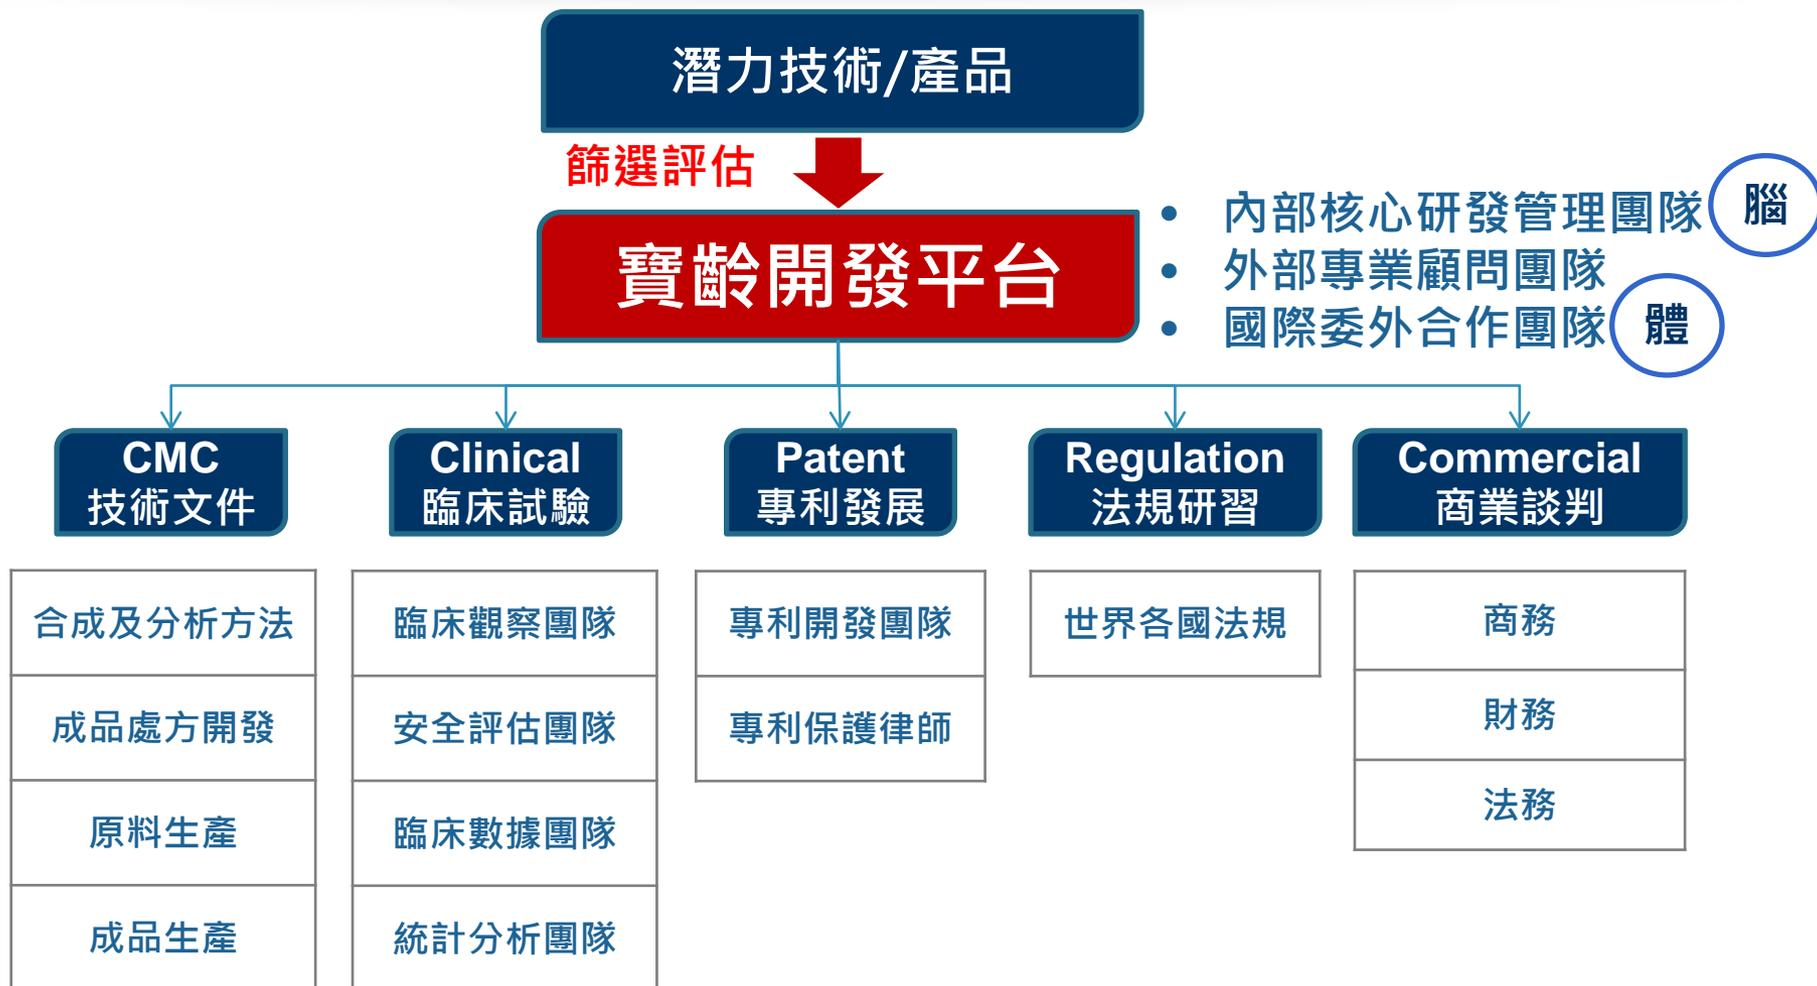 潛力技術/產品
篩選評估
寶齡開發平台
• 內部核心研發管理團隊
腦
• 外部專業顧問團隊
• 國際委外合作團隊
體
CMC
技術文件
合成及分析方法
成品處方開發
原料生產
成品生產
Clinical
臨床試驗
臨床觀察團隊
安全評估團隊
臨床數據團隊
統計分析團隊
Patent
專利發展
專利開發團隊
專利保護律師
Regulation
法規研習
世界各國法規
Commercial
商業談判
商務
財務
法務